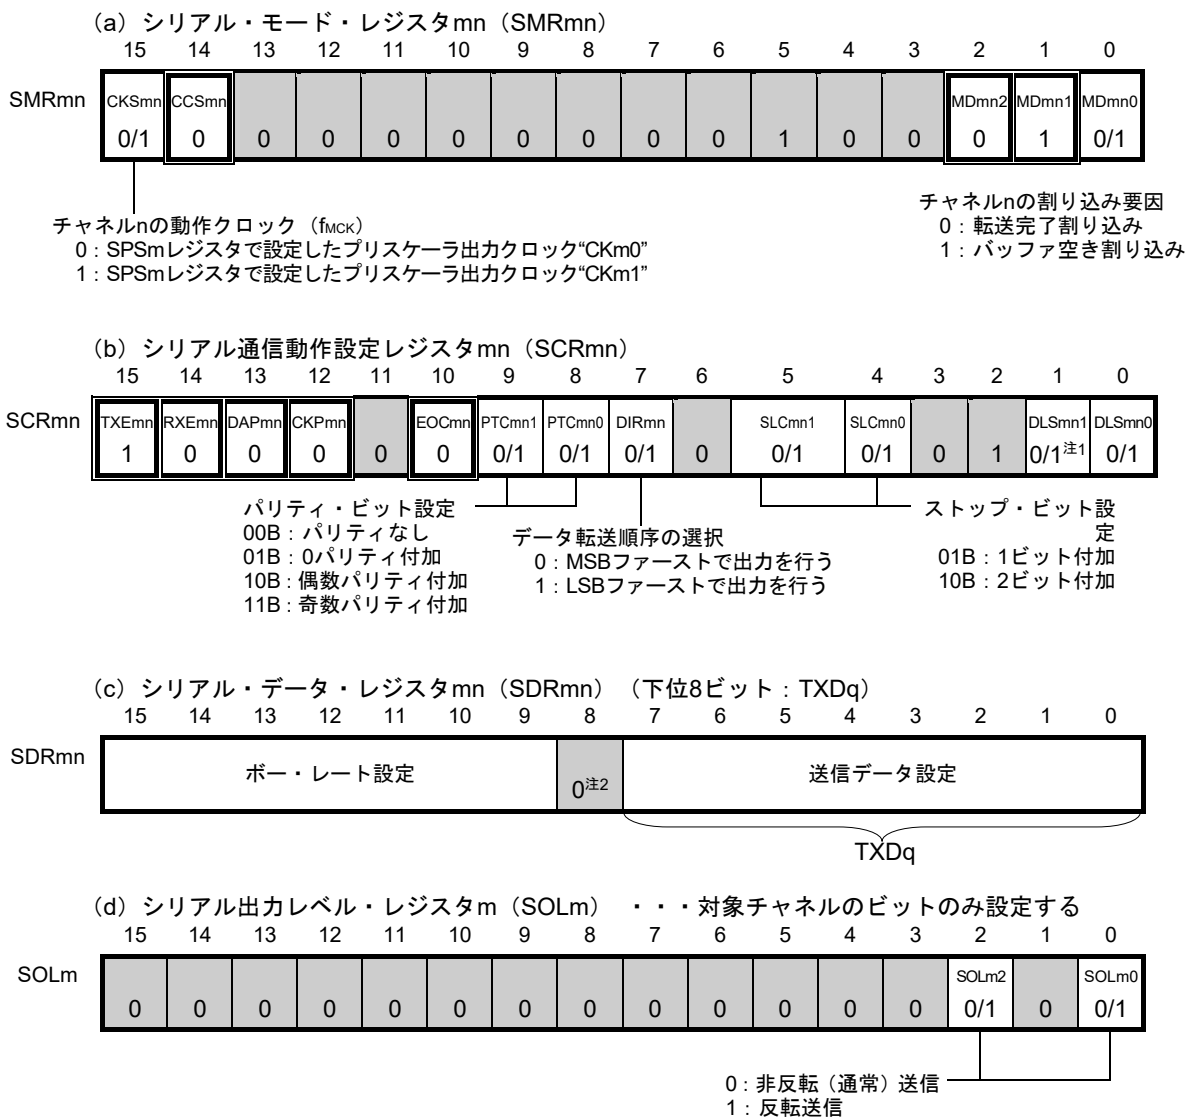 (a) シリアル・モード・レジスタmn（SMRmn）
15 14 13 12 11 10 9 8 7 6 5 4 3 2 1 0
SMRmn
CKSmn CCSmn MDmn2 MDmn1 MDmn0
0/1 0 0 0 0 0 0 0 0 0 1 0 0 0 1 0/1
チャネルnの動作クロック（fMCK）
0：SPSmレジスタで設定したプリスケーラ出力クロック“CKm0”
1：SPSmレジスタで設定したプリスケーラ出力クロック“CKm1”
チャネルnの割り込み要因
0：転送完了割り込み
1：バッファ空き割り込み
(b) シリアル通信動作設定レジスタmn（SCRmn）
15 14 13 12 11 10 9 8 7 6 5 4 3 2 1 0
SCRmn
TXEmn RXEmn DAPmn CKPmn EOCmn PTCmn1 PTCmn0 DIRmn SLCmn1 SLCmn0 DLSmn1 DLSmn0
1 0 0 0 0 0 0/1 0/1 0/1 0 0/1 0/1 0 1 0/1注1 0/1
パリティ・ビット設定
00B：パリティなし
01B：0パリティ付加
10B：偶数パリティ付加
11B：奇数パリティ付加
データ転送順序の選択
0：MSBファーストで出力を行う
1：LSBファーストで出力を行う
ストップ・ビット設
定
01B：1ビット付加
10B：2ビット付加
(c) シリアル・データ・レジスタmn（SDRmn）（下位8ビット：TXDq）
15 14 13 12 11 10 9 8 7 6 5 4 3 2 1 0
SDRmn
ボー・レート設定 0注2 送信データ設定
TXDq
(d) シリアル出力レベル・レジスタm（SOLm） ・・・対象チャネルのビットのみ設定する
15 14 13 12 11 10 9 8 7 6 5 4 3 2 1 0
SOLm
SOLm2 SOLm0
0 0 0 0 0 0 0 0 0 0 0 0 0 0/1 0 0/1
0：非反転（通常）送信
1：反転送信